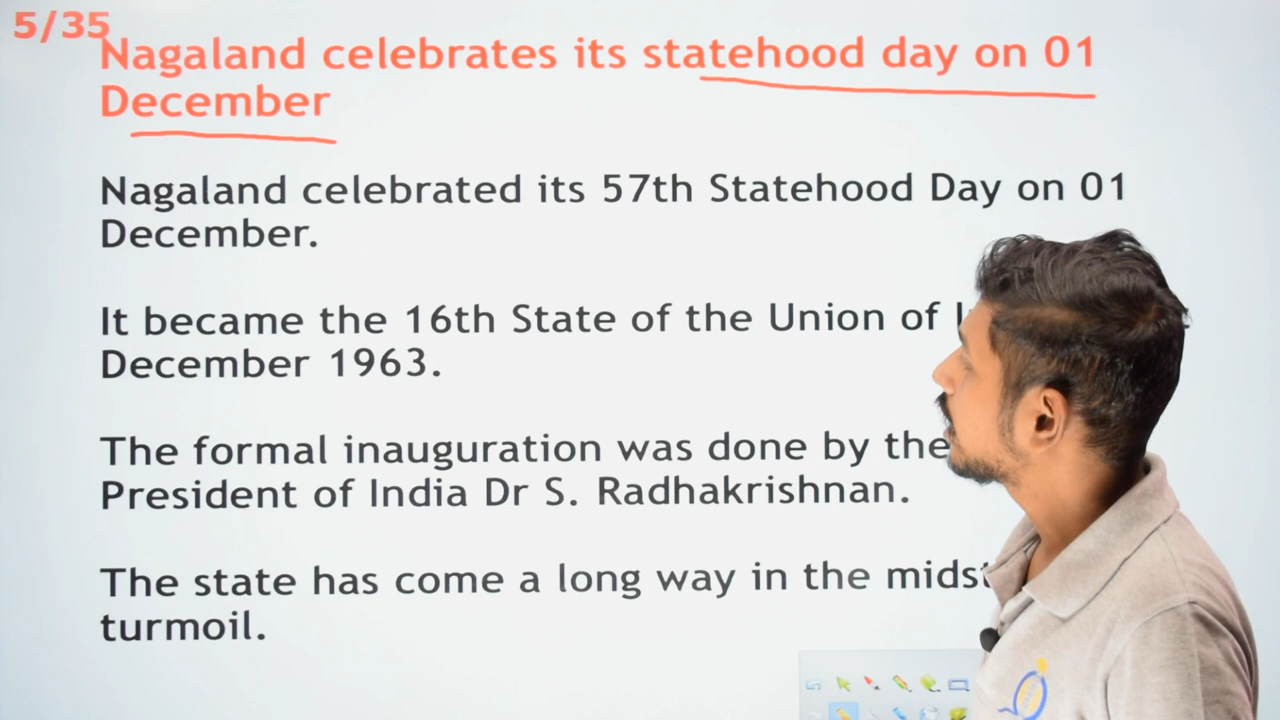 5/35
Nagaland celebrates its statehood day on 01
December
Nagaland celebrated its 57th Statehood Day on 01
December.
It became the 16th State of the Union of
December 1963.
The formal inauguration was done by the
President of India Dr S. Radhakrishnan.
The state has come a long way in the midst
turmoil.